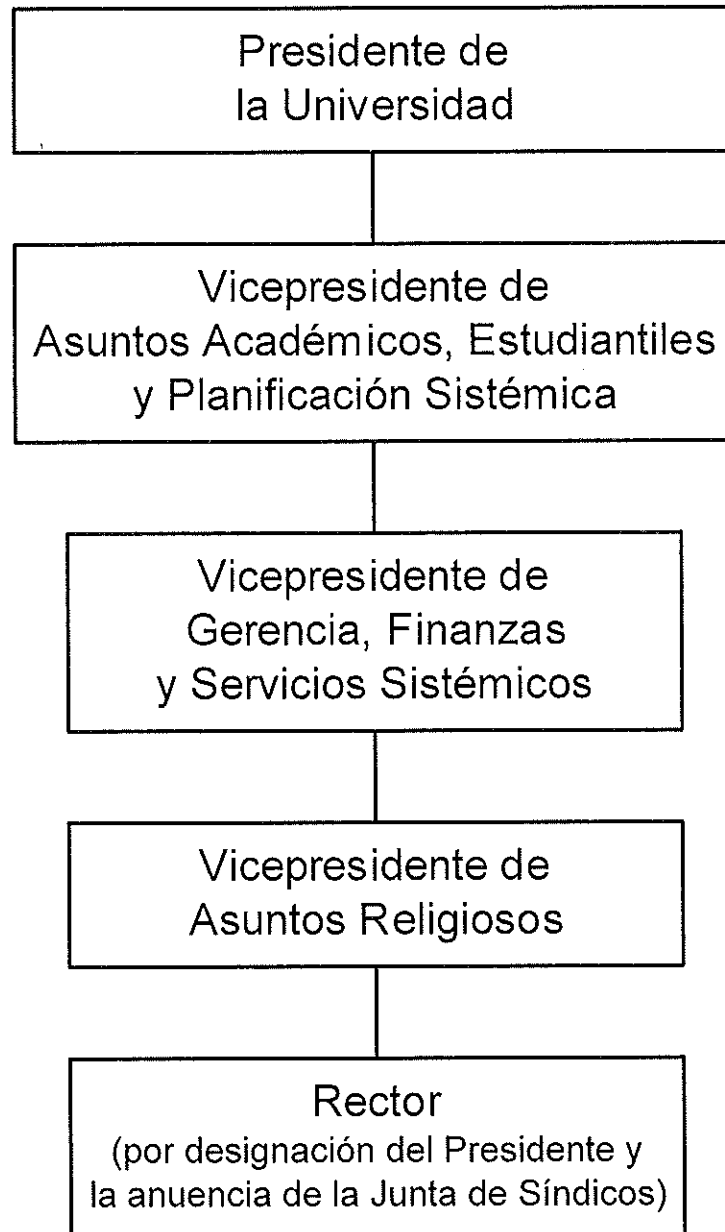 Presidente de
la Universidad
Vicepresidente de
Asuntos Académicos, Estudiantiles
y Planificación Sistémica
Vicepresidente de
Gerencia, Finanzas
y Servicios Sistémicos
Vicepresidente de
Asuntos Religiosos
Rector
(por designación del Presidente y
la anuencia de la Junta de Síndicos)